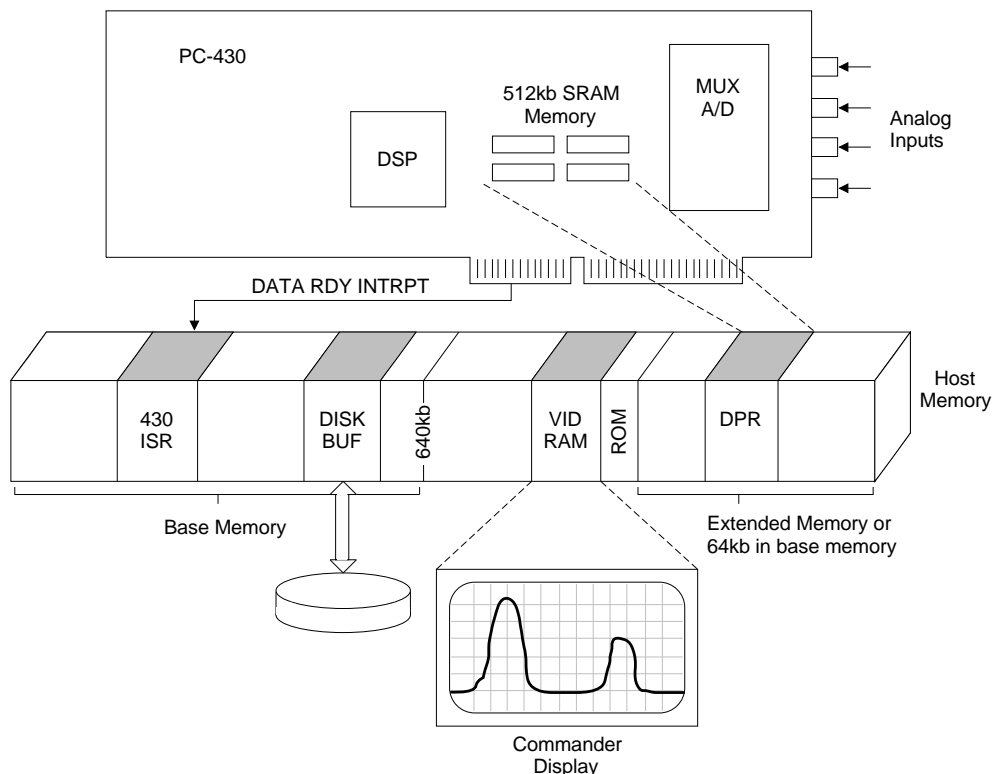 PC-430
512kb SRAM
Memory
MUX
A/D
DSP
Analog
Inputs
DATA RDY INTRPT
430
ISR
DISK
BUF
640kb
VID
RAM
ROM
DPR
Host
Memory
Base Memory
Extended Memory or
64kb in base memory
Commander
Display